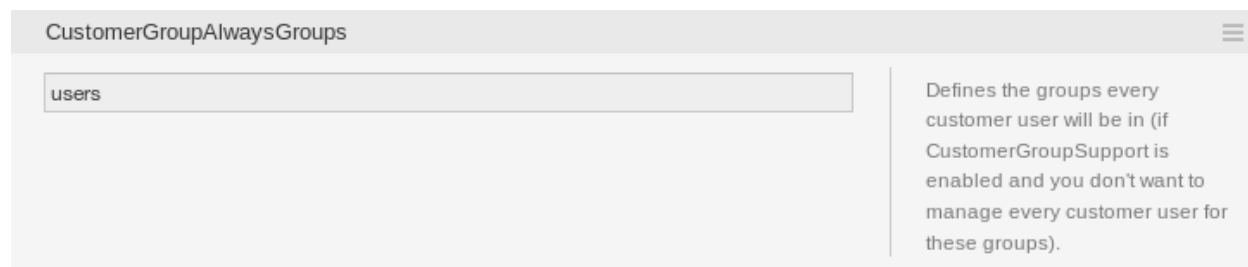 CustomerGroupAlwaysGroups
users
Defines the groups every
customer user will be in (if
CustomerGroupSupport is
enabled and you don't want to
manage every customer user for
these groups).